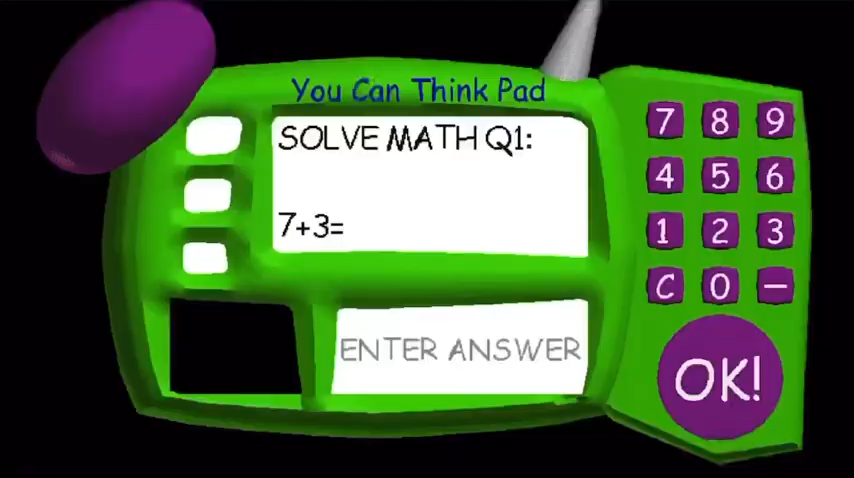 You Can Think Pad
SOLVE MATH Q1:
7+3=
ENTER ANSWER
7 8 9
4 5 6
1 2 3
C 0 −
OK!